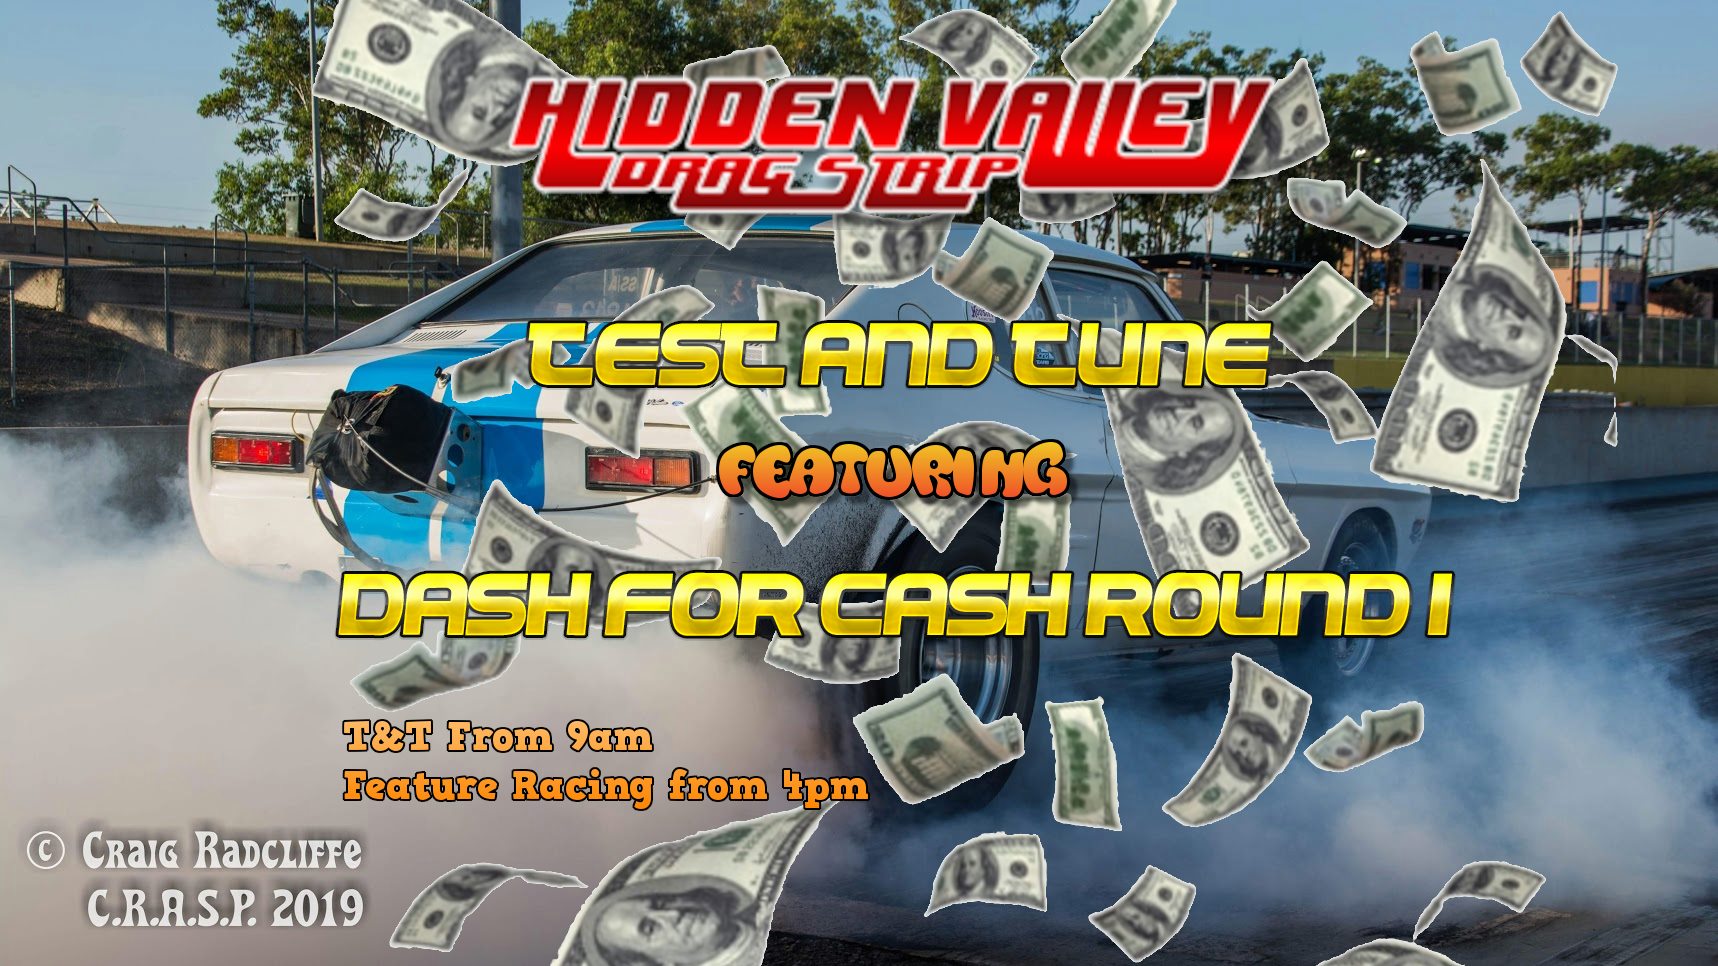 HIDDEN VALLEY
DRAG STRIP
TEST AND TUNE
FEATURING
DASH FOR CASH ROUND 1
T&T From 9am
Feature Racing from 4pm
© Craig Radcliffe
C.R.A.S.P. 2019